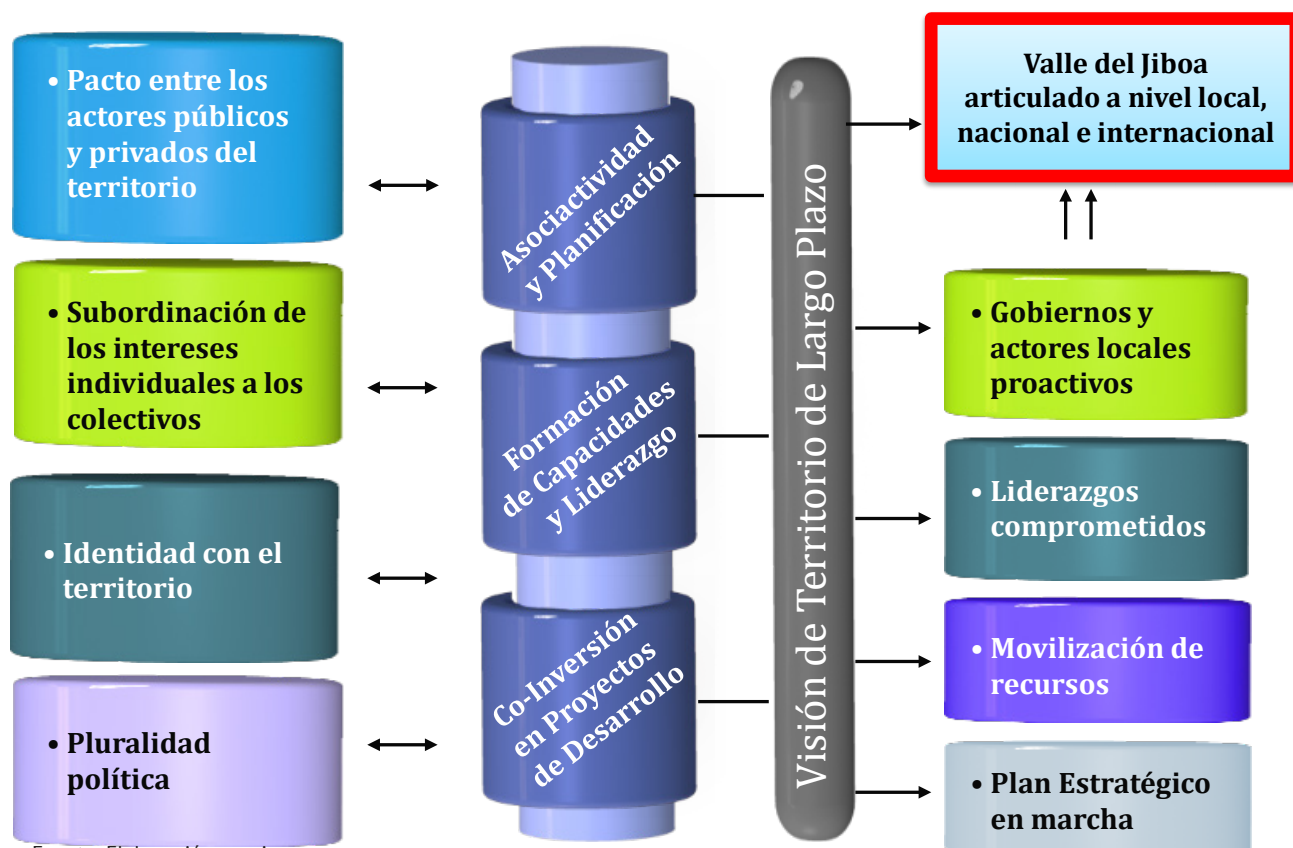 • Pacto entre los
actores públicos
y privados del
territorio
• Subordinación de
los intereses
individuales a los
colectivos
• Identidad con el
territorio
• Pluralidad
política
Asociactividad
y Planificación
Formación
de Capacidades
y Liderazgo
Co-Inversión
en Proyectos
de Desarrollo
Visión de Territorio de Largo Plazo
Valle del Jiboa
articulado a nivel local,
nacional e internacional
• Gobiernos y
actores locales
proactivos
• Liderazgos
comprometidos
• Movilización de
recursos
• Plan Estratégico
en marcha